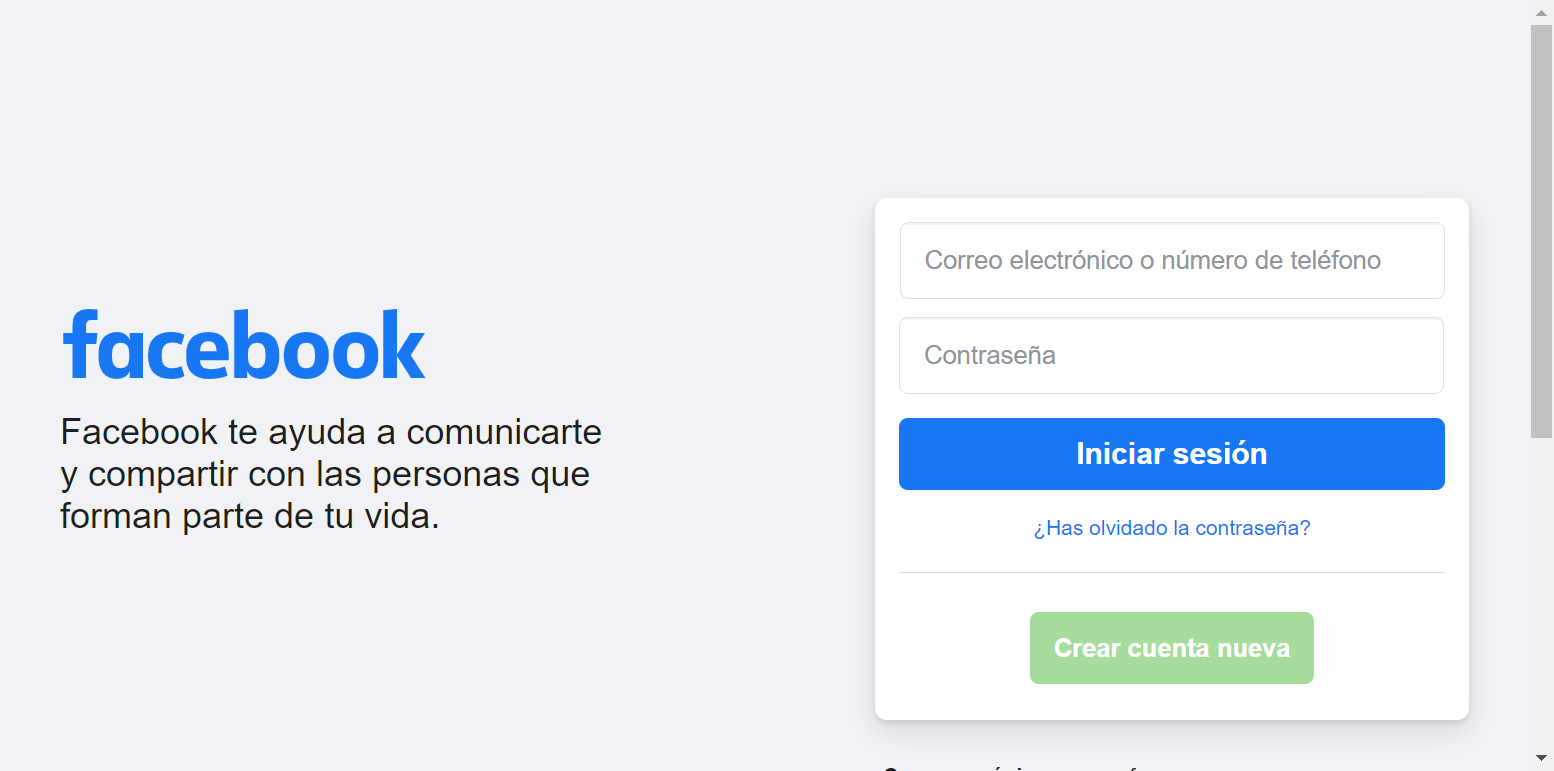 facebook
Facebook te ayuda a comunicarte
y compartir con las personas que
forman parte de tu vida.
Correo electrónico o número de teléfono
Contraseña
Iniciar sesión
¿Has olvidado la contraseña?
Crear cuenta nueva